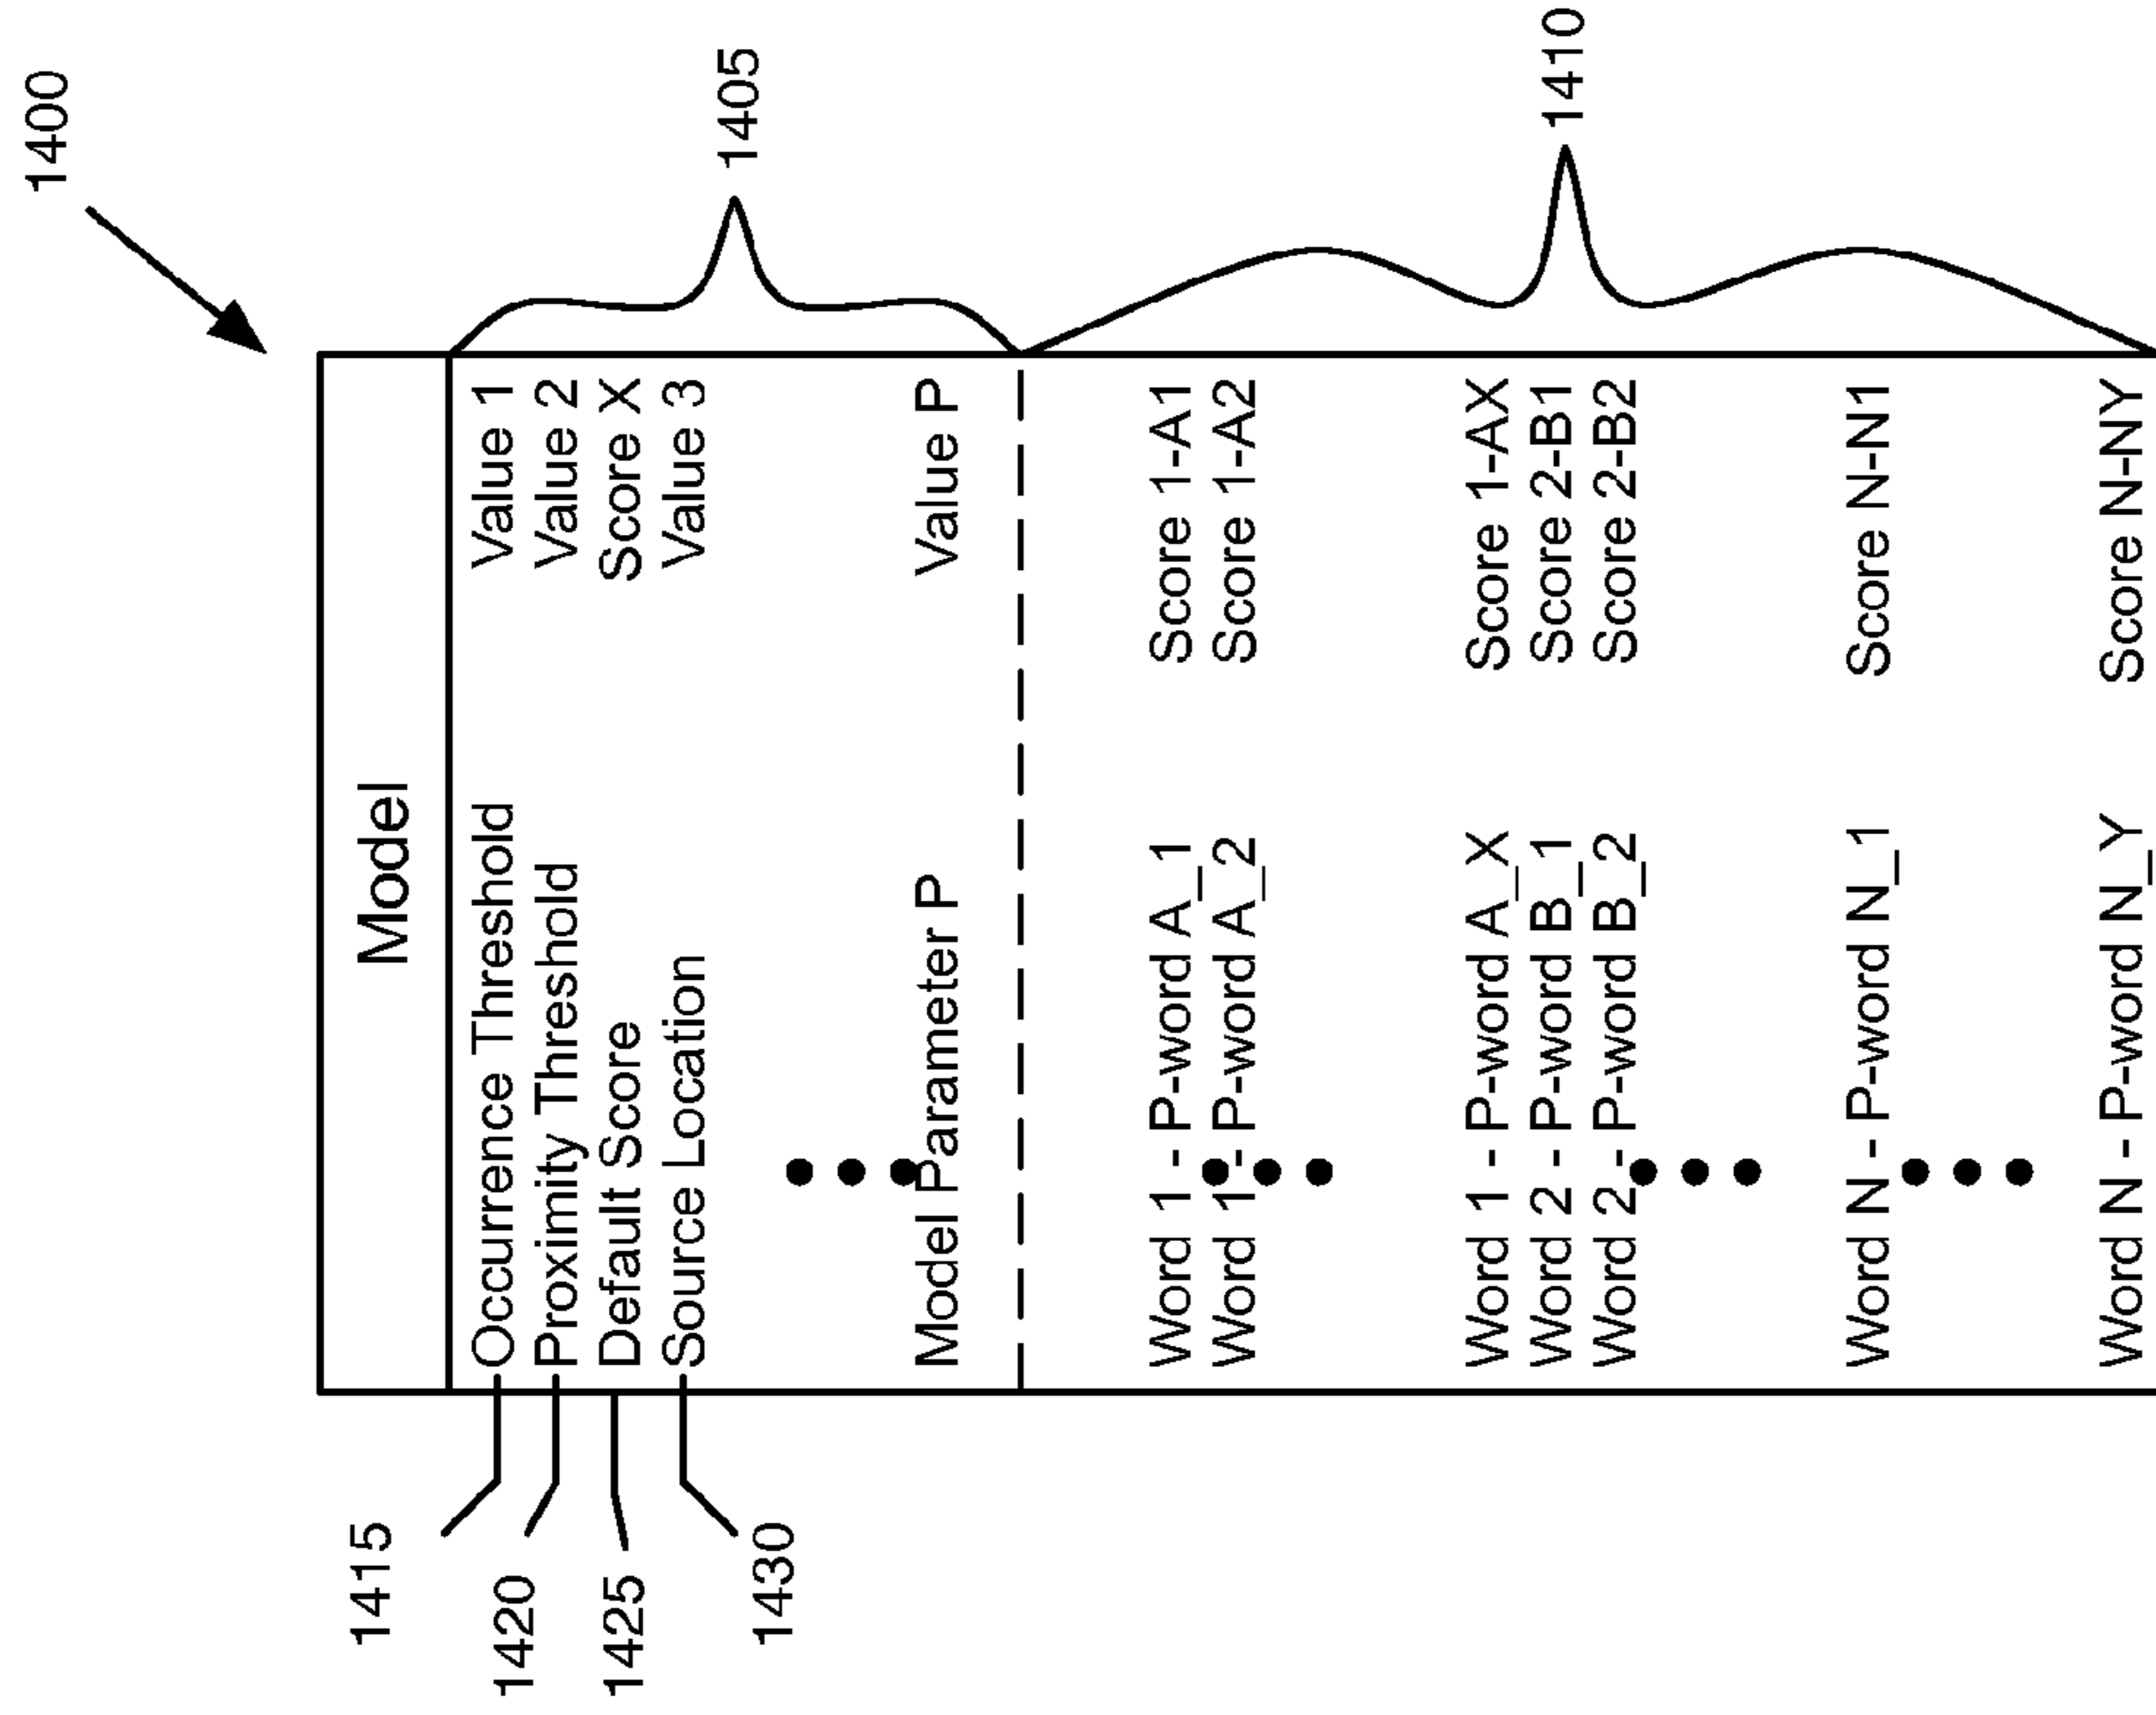 1400
Model
1415
Occurrence Threshold Value 1
1420
Proximity Threshold Value 2
1425
Default Score Score X
1430
Source Location Value 3
1405
Model Parameter P Value P
Word 1 - P-word A_1 Score 1-A1
Word 1 - P-word A_2 Score 1-A2
Word 1 - P-word A_X Score 1-AX
Word 2 - P-word B_1 Score 2-B1
1410
Word 2 - P-word B_2 Score 2-B2
Word N - P-word N_1 Score N-N1
Word N - P-word N_Y Score N-NY